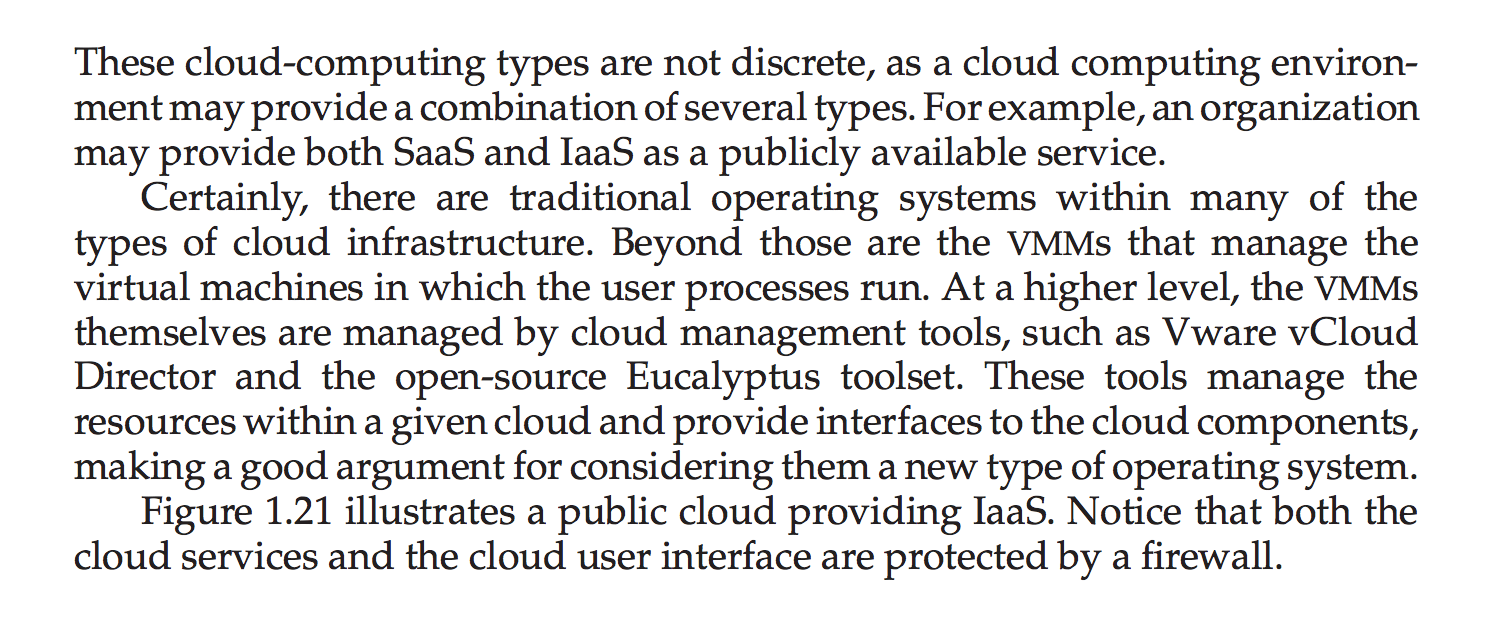 These cloud-computing types are not discrete, as a cloud computing environ-
ment may provide a combination of several types. For example, an organization
may provide both SaaS and IaaS as a publicly available service.
Certainly, there are traditional operating systems within many of the
types of cloud infrastructure. Beyond those are the VMMs that manage the
virtual machines in which the user processes run. At a higher level, the VMMs
themselves are managed by cloud management tools, such as Vware vCloud
Director and the open-source Eucalyptus toolset. These tools manage the
resources within a given cloud and provide interfaces to the cloud components,
making a good argument for considering them a new type of operating system.
Figure 1.21 illustrates a public cloud providing IaaS. Notice that both the
cloud services and the cloud user interface are protected by a firewall.